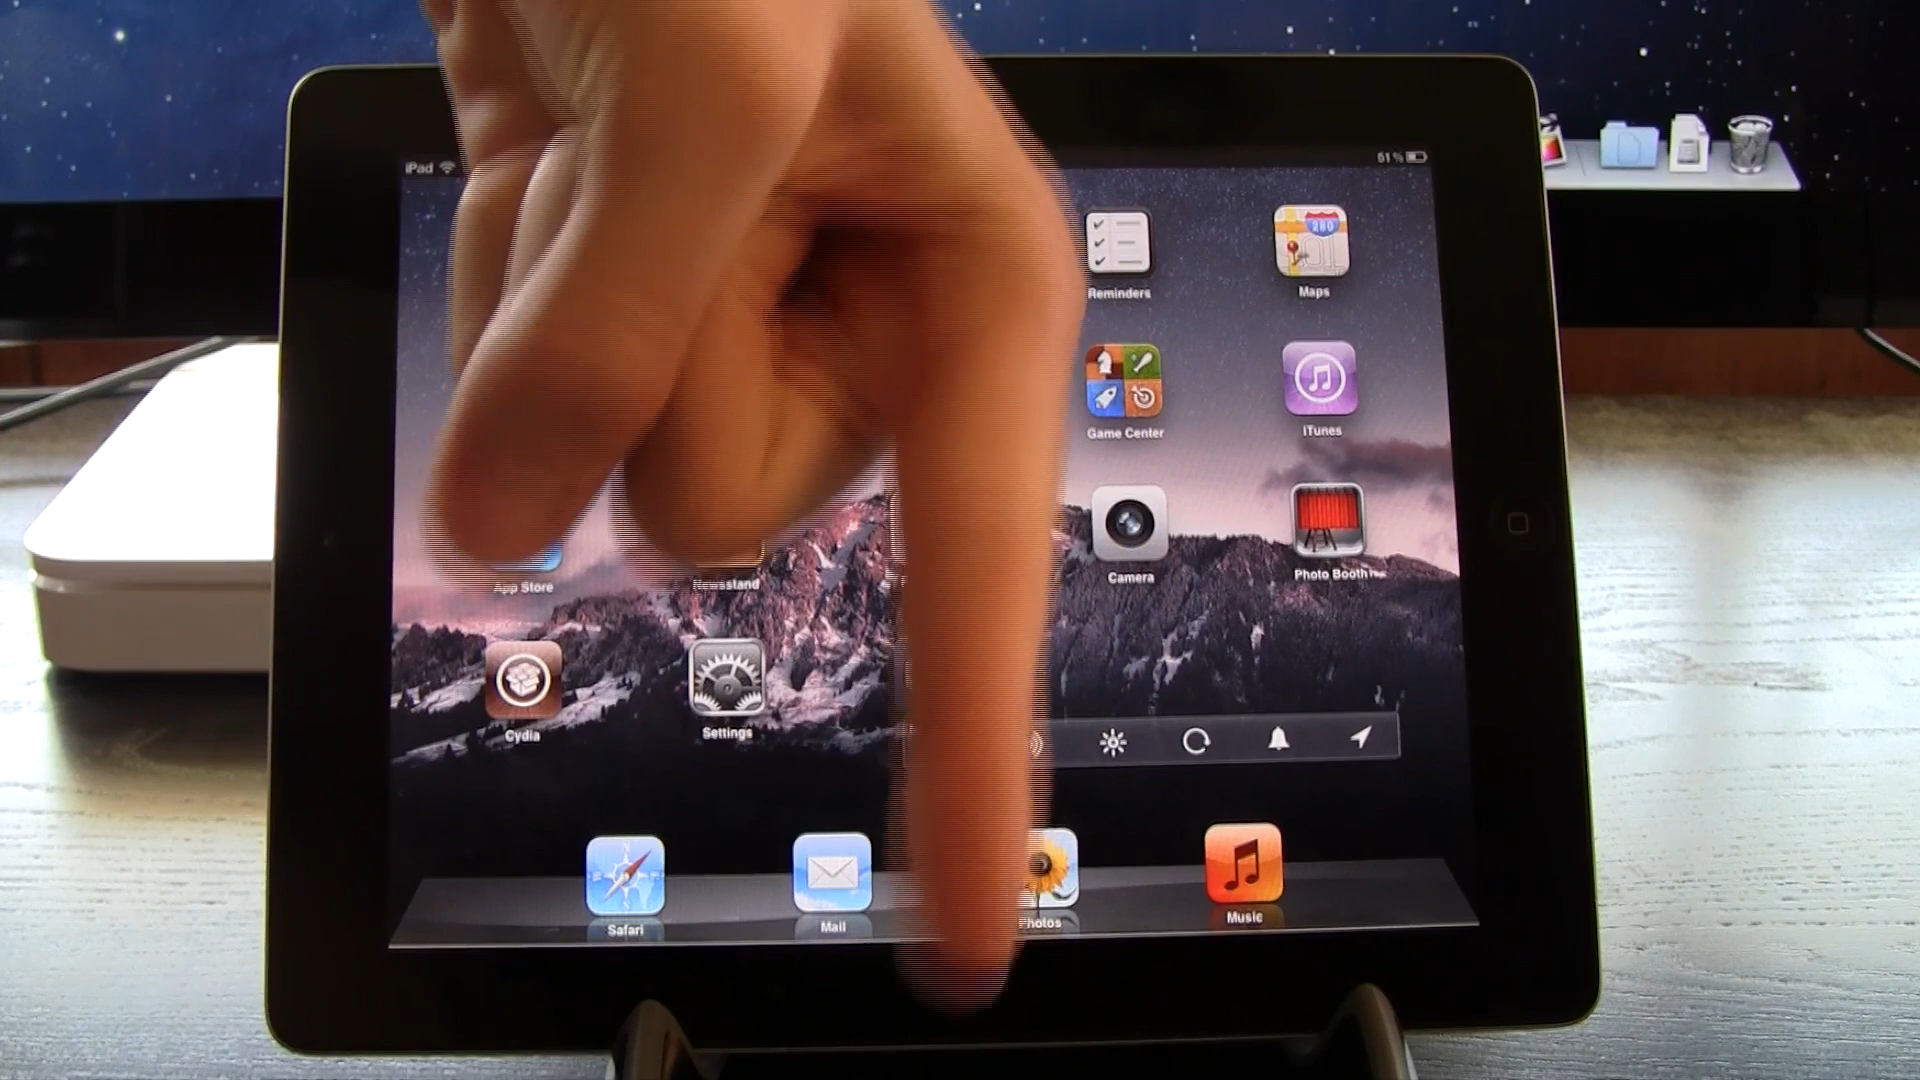 iPad
61%
280
Reminders
Maps
Game Center
iTunes
App Store
Newsstand
Camera
Photo Booth
Cydia
Settings
Safari
Mail
Photos
Music